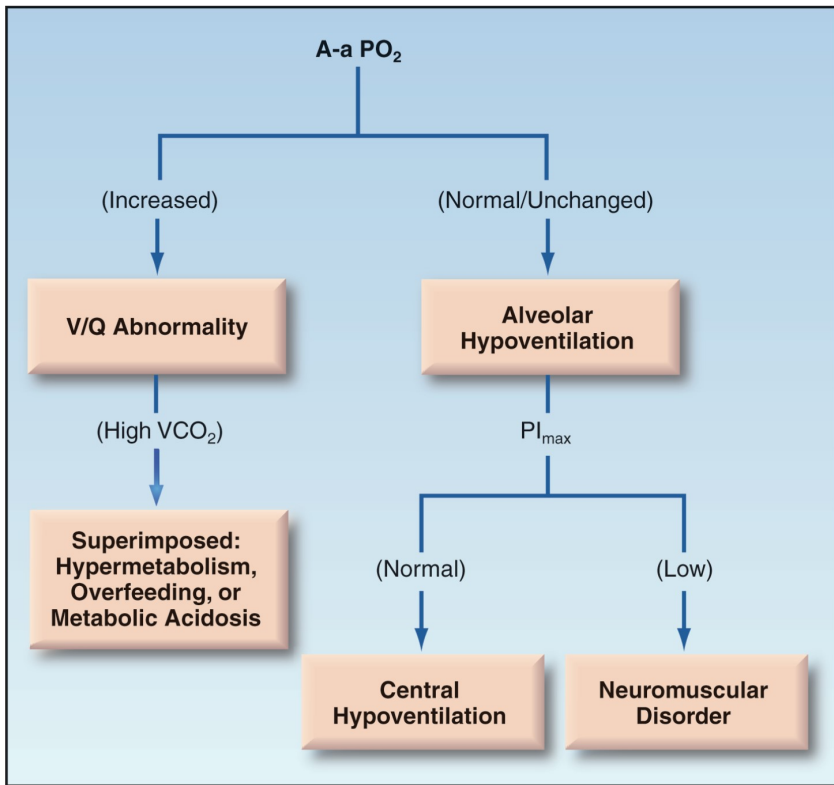 A-a PO₂
(Increased)
(Normal/Unchanged)
V/Q Abnormality
Alveolar
Hypoventilation
(High VCO₂)
PImax
Superimposed:
Hypermetabolism,
Overfeeding, or
Metabolic Acidosis
(Normal)
(Low)
Central
Hypoventilation
Neuromuscular
Disorder